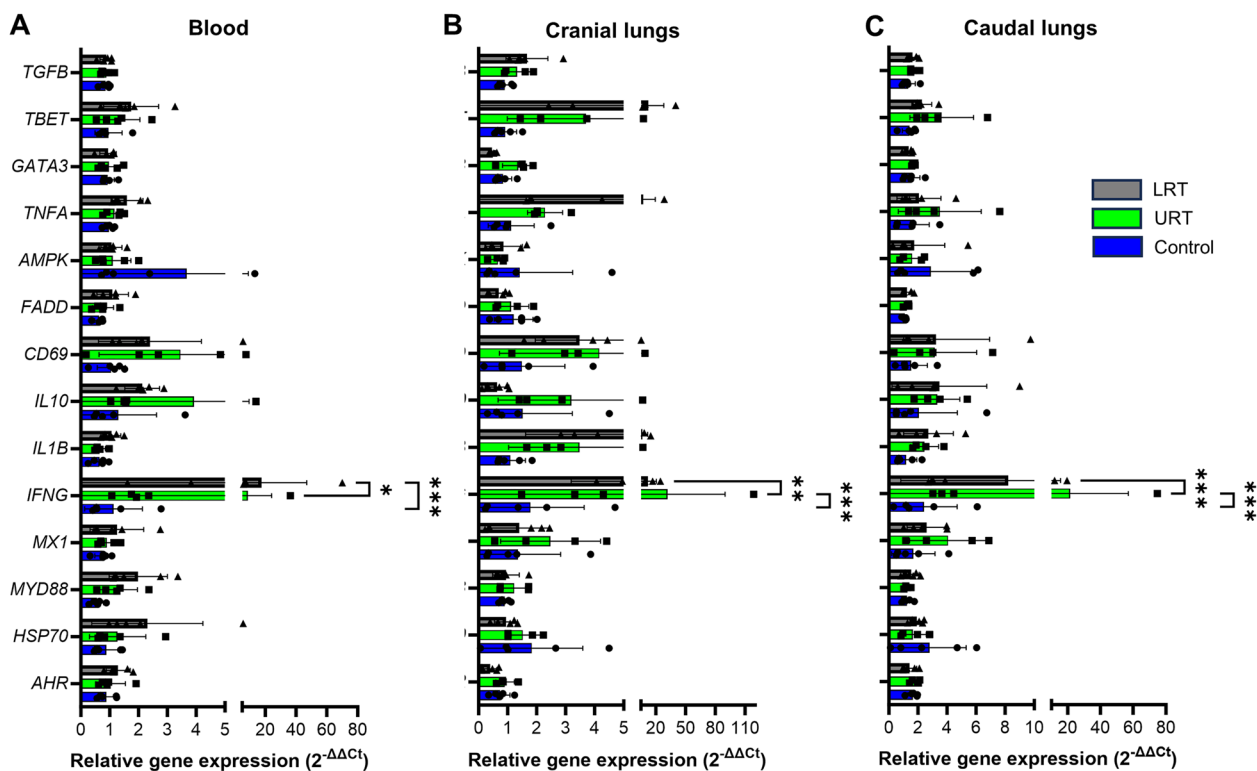 A Blood
B Cranial lungs
C Caudal lungs
TGFB
TBET
GATA3
TNFA
AMPK
FADD
CD69
IL10
IL1B
IFNG
MX1
MYD88
HSP70
AHR
LRT
URT
Control
*
***
**
***
***
***
0 1 2 3 4 5 20 40 60 80
0 1 2 3 4 5 15 50 80 110
0 2 4 6 8 10 20 40 60 80
Relative gene expression (2^-ΔΔCt)
Relative gene expression (2^-ΔΔCt)
Relative gene expression (2^-ΔΔCt)